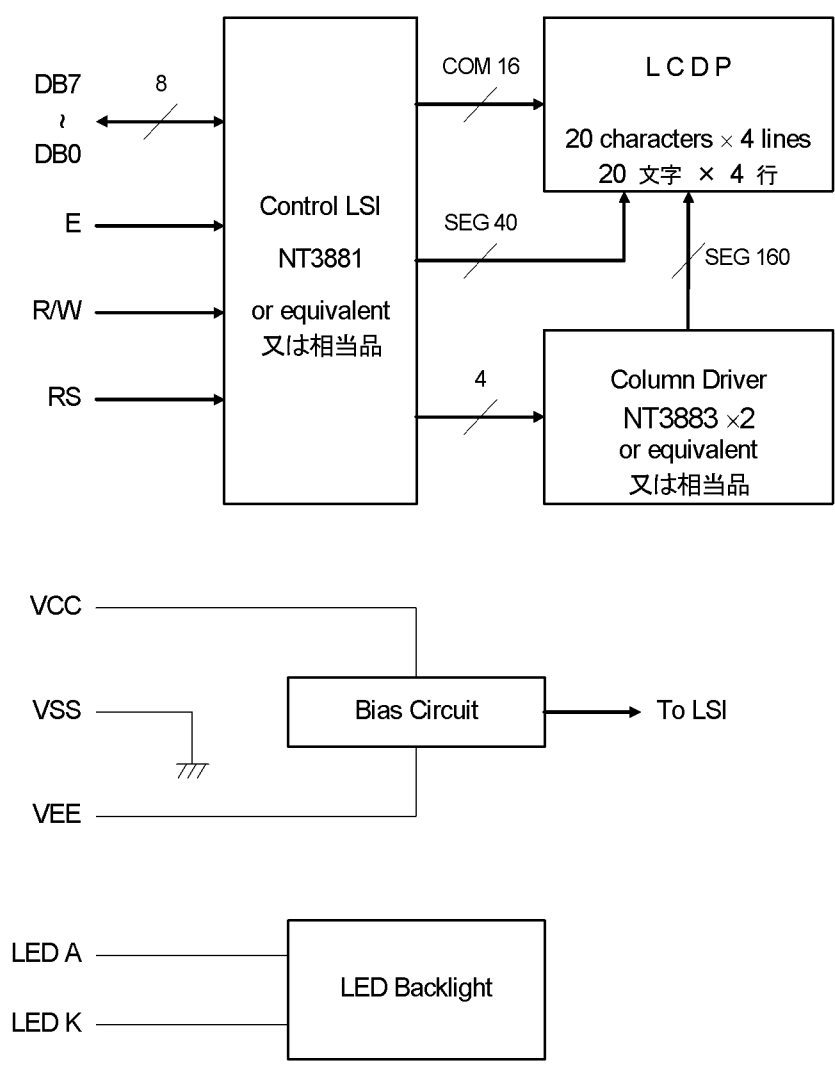 DB7
~
DB0
8
E
R/W
RS
Control LSI
NT3881
or equivalent
又は相当品
COM 16
SEG 40
4
L C D P
20 characters × 4 lines
20 文字 × 4 行
SEG 160
Column Driver
NT3883 ×2
or equivalent
又は相当品
VCC
VSS
VEE
Bias Circuit
To LSI
LED A
LED K
LED Backlight